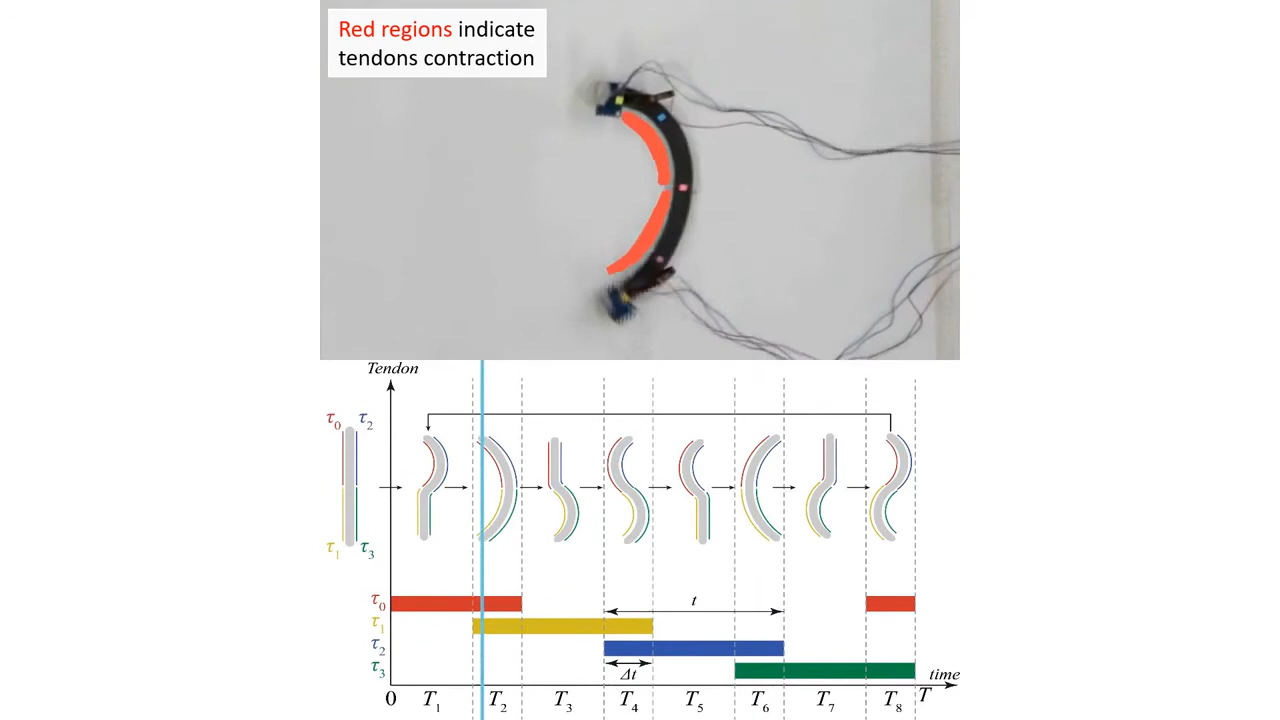 Red regions indicate
tendons contraction
Tendon
τ0 τ2
τ1 τ3
τ0
τ1
τ2
τ3
t
Δt
time
0 T1 T2 T3 T4 T5 T6 T7 T8 T